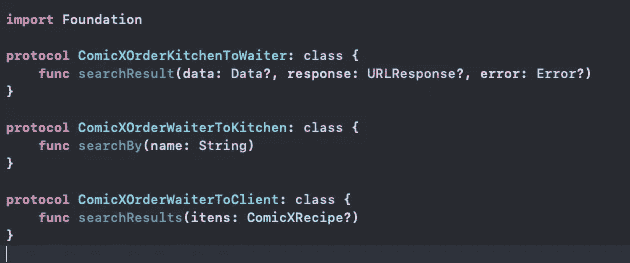 import Foundation
protocol ComicXOrderKitchenToWaiter: class {
    func searchResult(data: Data?, response: URLResponse?, error: Error?)
}
protocol ComicXOrderWaiterToKitchen: class {
    func searchBy(name: String)
}
protocol ComicXOrderWaiterToClient: class {
    func searchResults(itens: ComicXRecipe?)
}